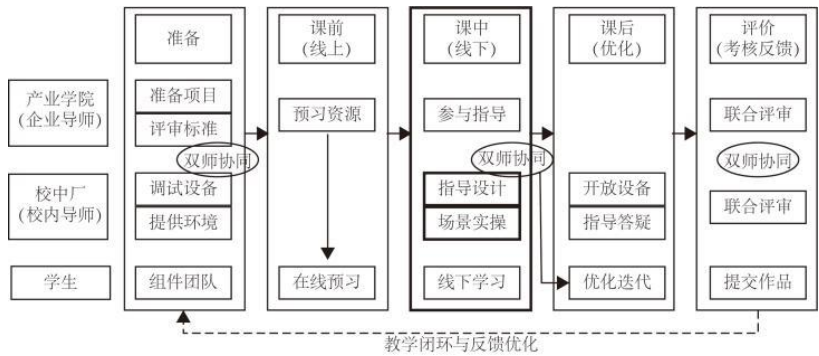 准备
课前
(线上)
课中
(线下)
课后
(优化)
评价
(考核反馈)
产业学院
(企业导师)
准备项目
评审标准
预习资源
参与指导
联合评审
双师协同
双师协同
双师协同
校中厂
(校内导师)
调试设备
提供环境
指导设计
场景实操
开放设备
指导答疑
联合评审
学生
组件团队
在线预习
线下学习
优化迭代
提交作品
教学闭环与反馈优化